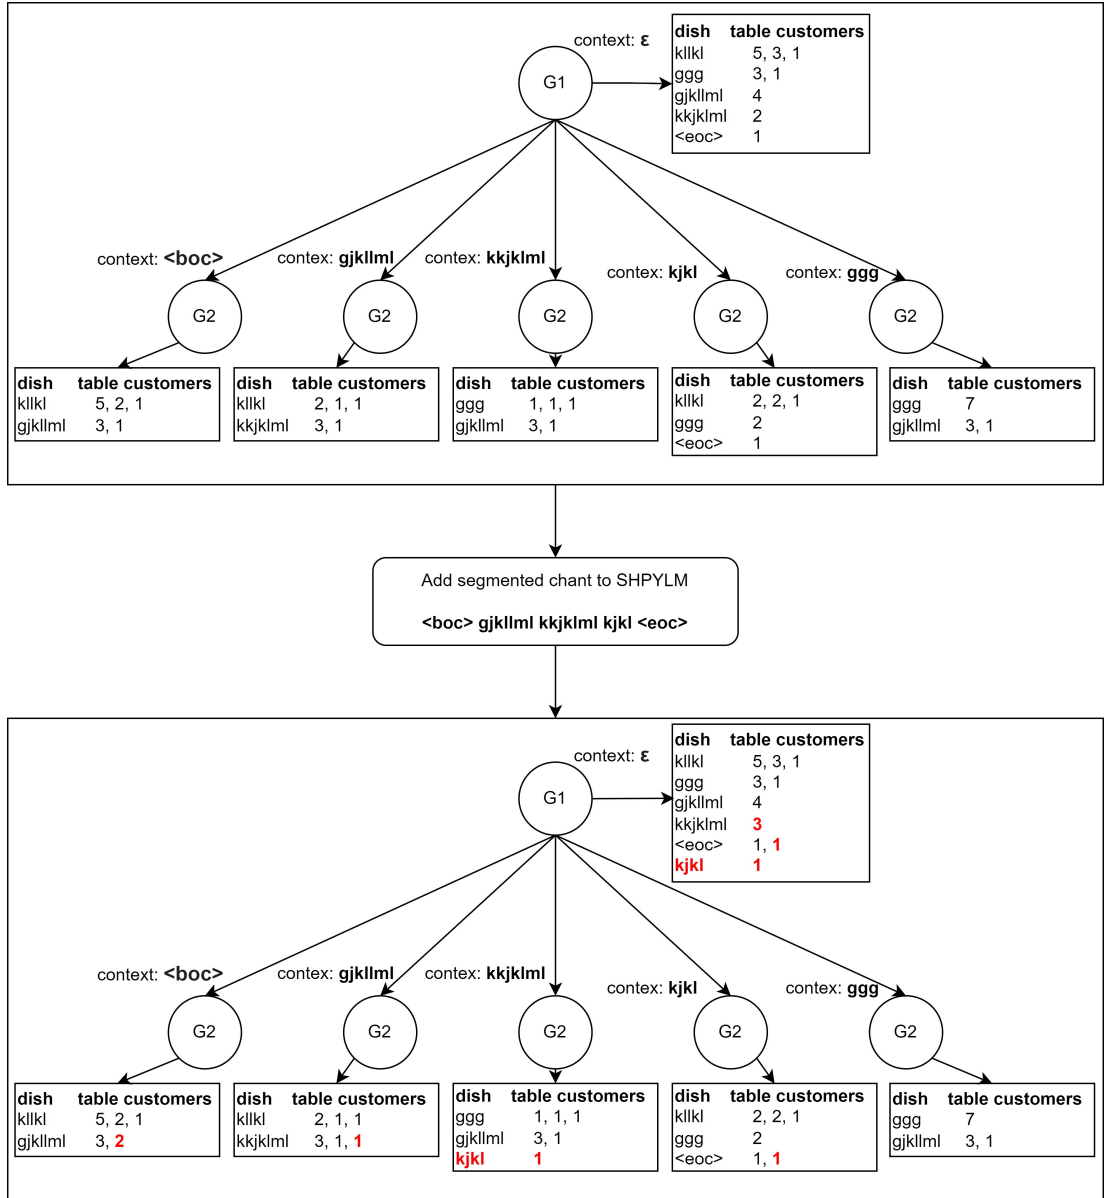 context: ε
G1
dish table customers
kllkl 5, 3, 1
ggg 3, 1
gjkllml 4
kkjklml 2
<eoc> 1
context: <boc>
contex: gjkllml
contex: kkjklml
contex: kjkl
contex: ggg
G2
G2
G2
G2
G2
dish table customers
kllkl 5, 2, 1
gjkllml 3, 1
dish table customers
kllkl 2, 1, 1
kkjklml 3, 1
dish table customers
ggg 1, 1, 1
gjkllml 3, 1
dish table customers
kllkl 2, 2, 1
ggg 2
<eoc> 1
dish table customers
ggg 7
gjkllml 3, 1
Add segmented chant to SHPYLM
<boc> gjkllml kkjklml kjkl <eoc>
context: ε
G1
dish table customers
kllkl 5, 3, 1
ggg 3, 1
gjkllml 4
kkjklml 3
<eoc> 1, 1
kjkl 1
context: <boc>
contex: gjkllml
contex: kkjklml
contex: kjkl
contex: ggg
G2
G2
G2
G2
G2
dish table customers
kllkl 5, 2, 1
gjkllml 3, 2
dish table customers
kllkl 2, 1, 1
kkjklml 3, 1, 1
dish table customers
ggg 1, 1, 1
gjkllml 3, 1
kjkl 1
dish table customers
kllkl 2, 2, 1
ggg 2
<eoc> 1, 1
dish table customers
ggg 7
gjkllml 3, 1